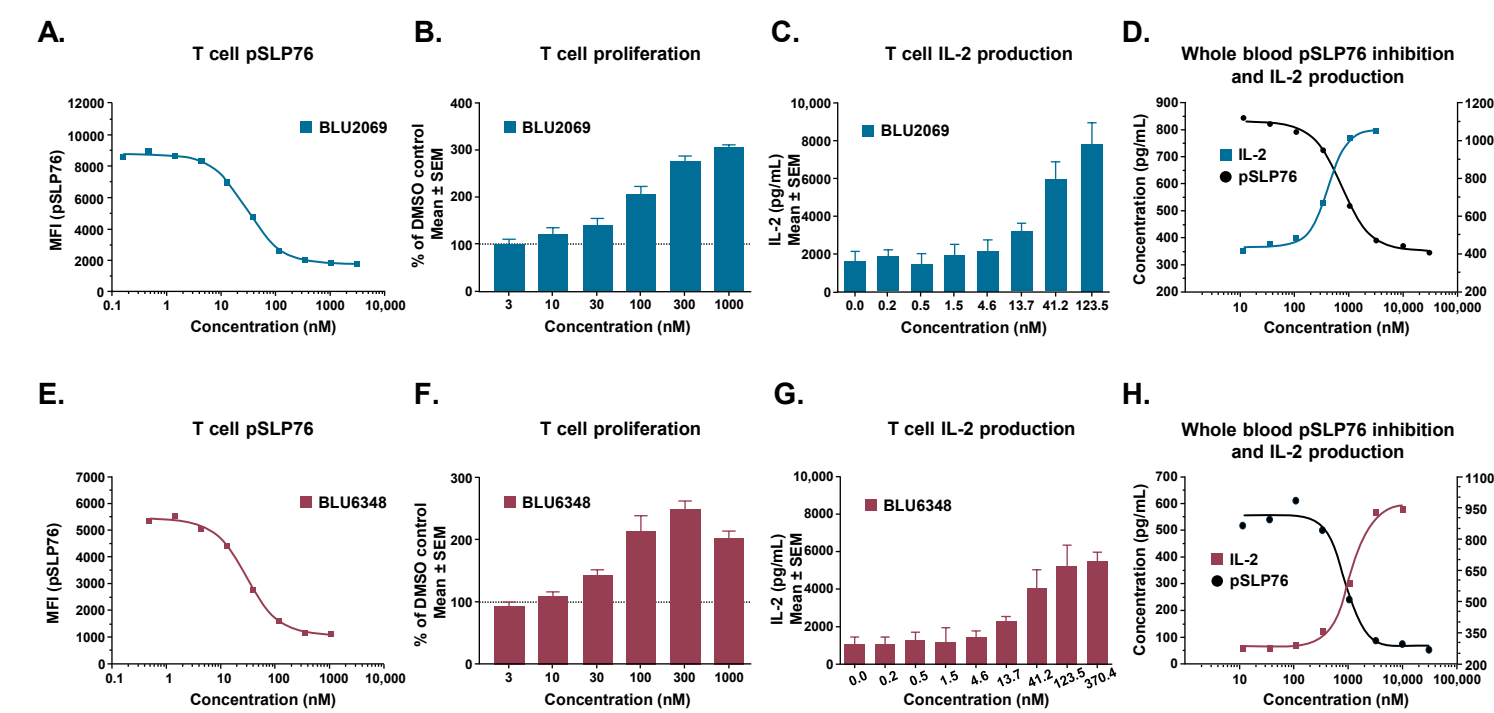 A.
T cell pSLP76
MFI (pSLP76)
12000
10000
8000
6000
4000
2000
0
BLU2069
0.1 1 10 100 1000 10,000
Concentration (nM)
B.
T cell proliferation
% of DMSO control
Mean ± SEM
400
300
200
100
0
BLU2069
3 10 30 100 300 1000
Concentration (nM)
C.
T cell IL-2 production
IL-2 (pg/mL)
Mean ± SEM
10,000
8000
6000
4000
2000
0
BLU2069
0.0 0.2 0.5 1.5 4.6 13.7 41.2 123.5
Concentration (nM)
D.
Whole blood pSLP76 inhibition
and IL-2 production
Concentration (pg/mL)
900
800
700
600
500
400
300
200
IL-2
pSLP76
1200
1000
800
600
400
200
10 100 1000 10,000 100,000
Concentration (nM)
E.
T cell pSLP76
MFI (pSLP76)
7000
6000
5000
4000
3000
2000
1000
0
BLU6348
0.1 1 10 100 1000 10,000
Concentration (nM)
F.
T cell proliferation
% of DMSO control
Mean ± SEM
300
200
100
0
BLU6348
3 10 30 100 300 1000
Concentration (nM)
G.
T cell IL-2 production
IL-2 (pg/mL)
Mean ± SEM
10,000
8000
6000
4000
2000
0
BLU6348
0.0 0.2 0.5 1.5 4.6 13.7 41.2 123.5 370.4
Concentration (nM)
H.
Whole blood pSLP76 inhibition
and IL-2 production
Concentration (pg/mL)
700
600
500
400
300
200
100
0
IL-2
pSLP76
1100
950
800
650
500
350
200
10 100 1000 10,000 100,000
Concentration (nM)